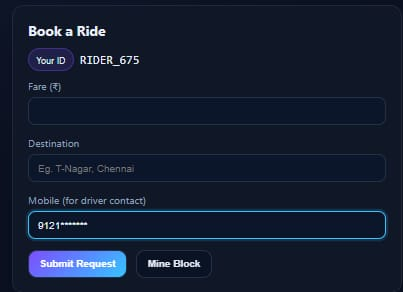 Book a Ride
Your ID RIDER_675
Fare (₹)
Destination
Eg. T-Nagar, Chennai
Mobile (for driver contact)
9121*******
Submit Request Mine Block